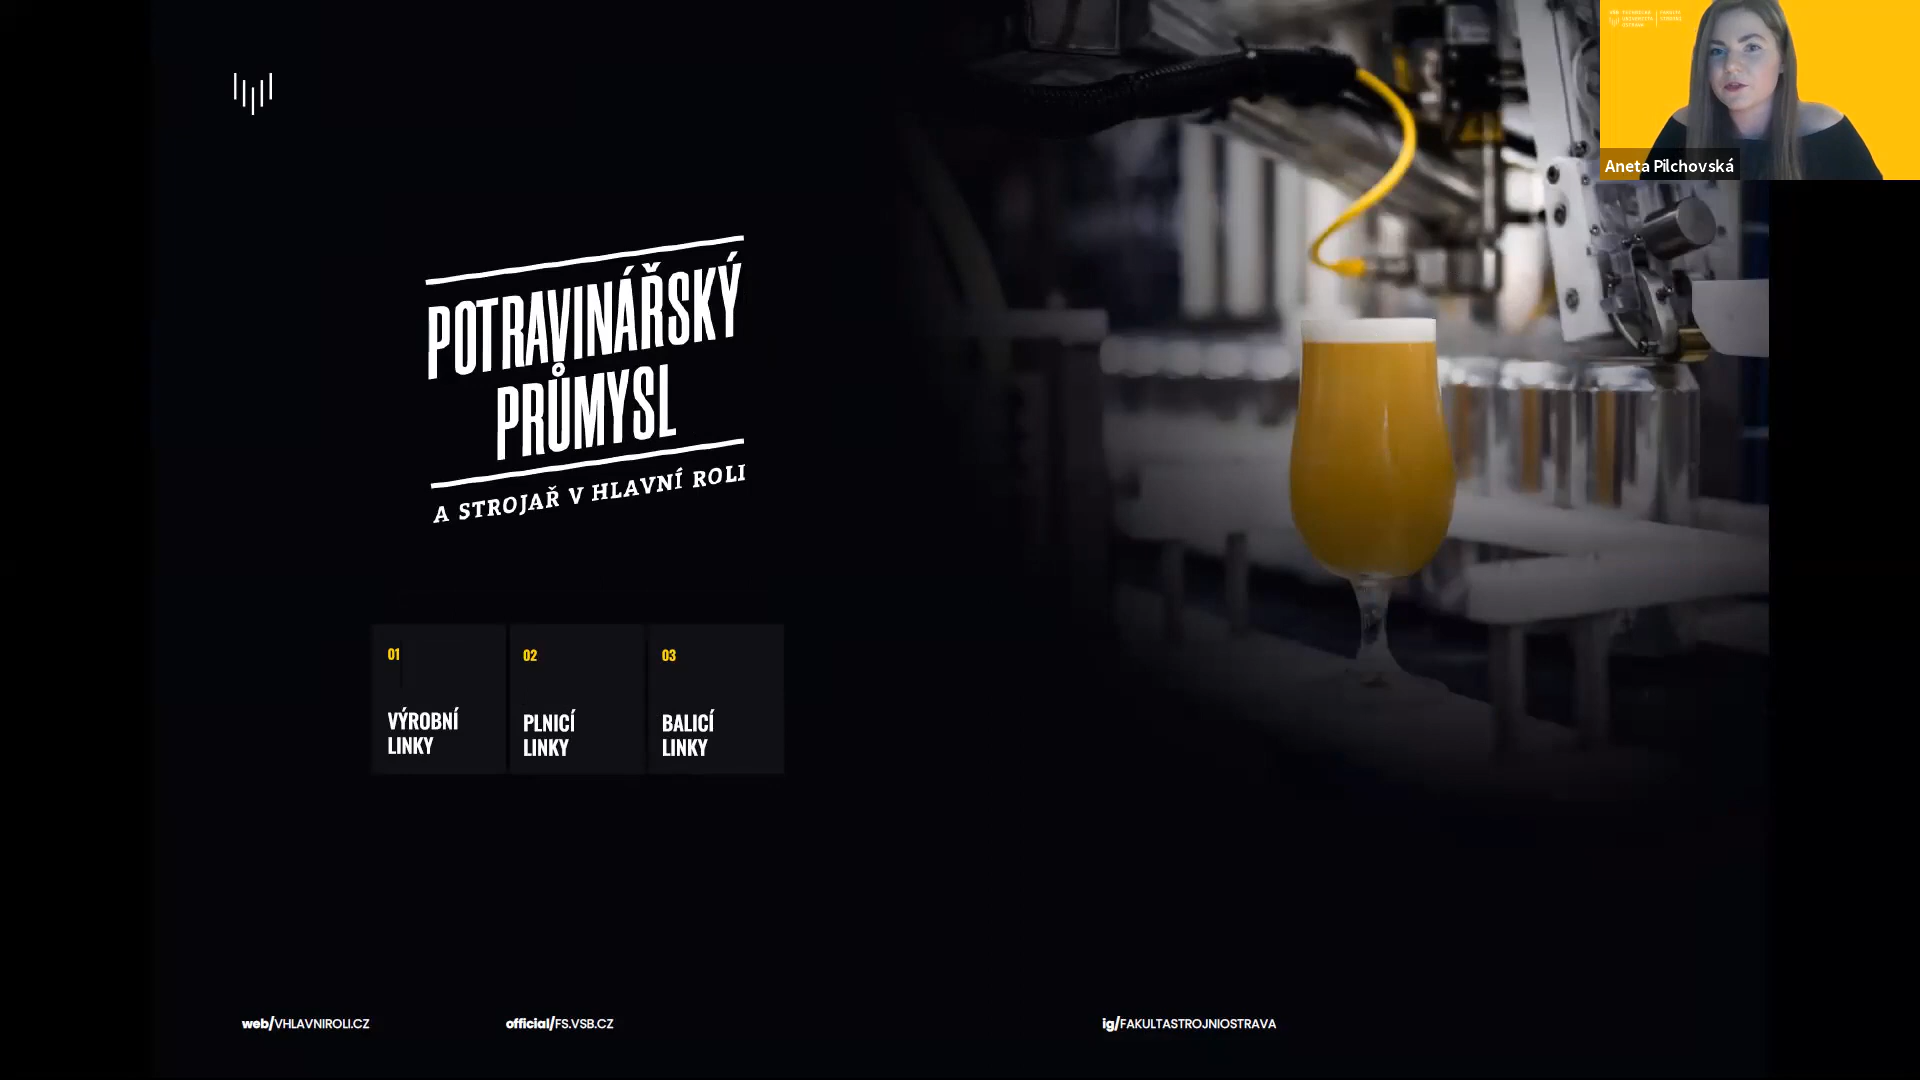 POTRAVINÁŘSKÝ
PRŮMYSL
A STROJAŘ V HLAVNÍ ROLI
01
VÝROBNÍ
LINKY
02
PLNICÍ
LINKY
03
BALICÍ
LINKY
web/VHLAVNIROLI.CZ
official/FS.VSB.CZ
ig/FAKULTASTROJNIOSTRAVA
Aneta Pilchovská